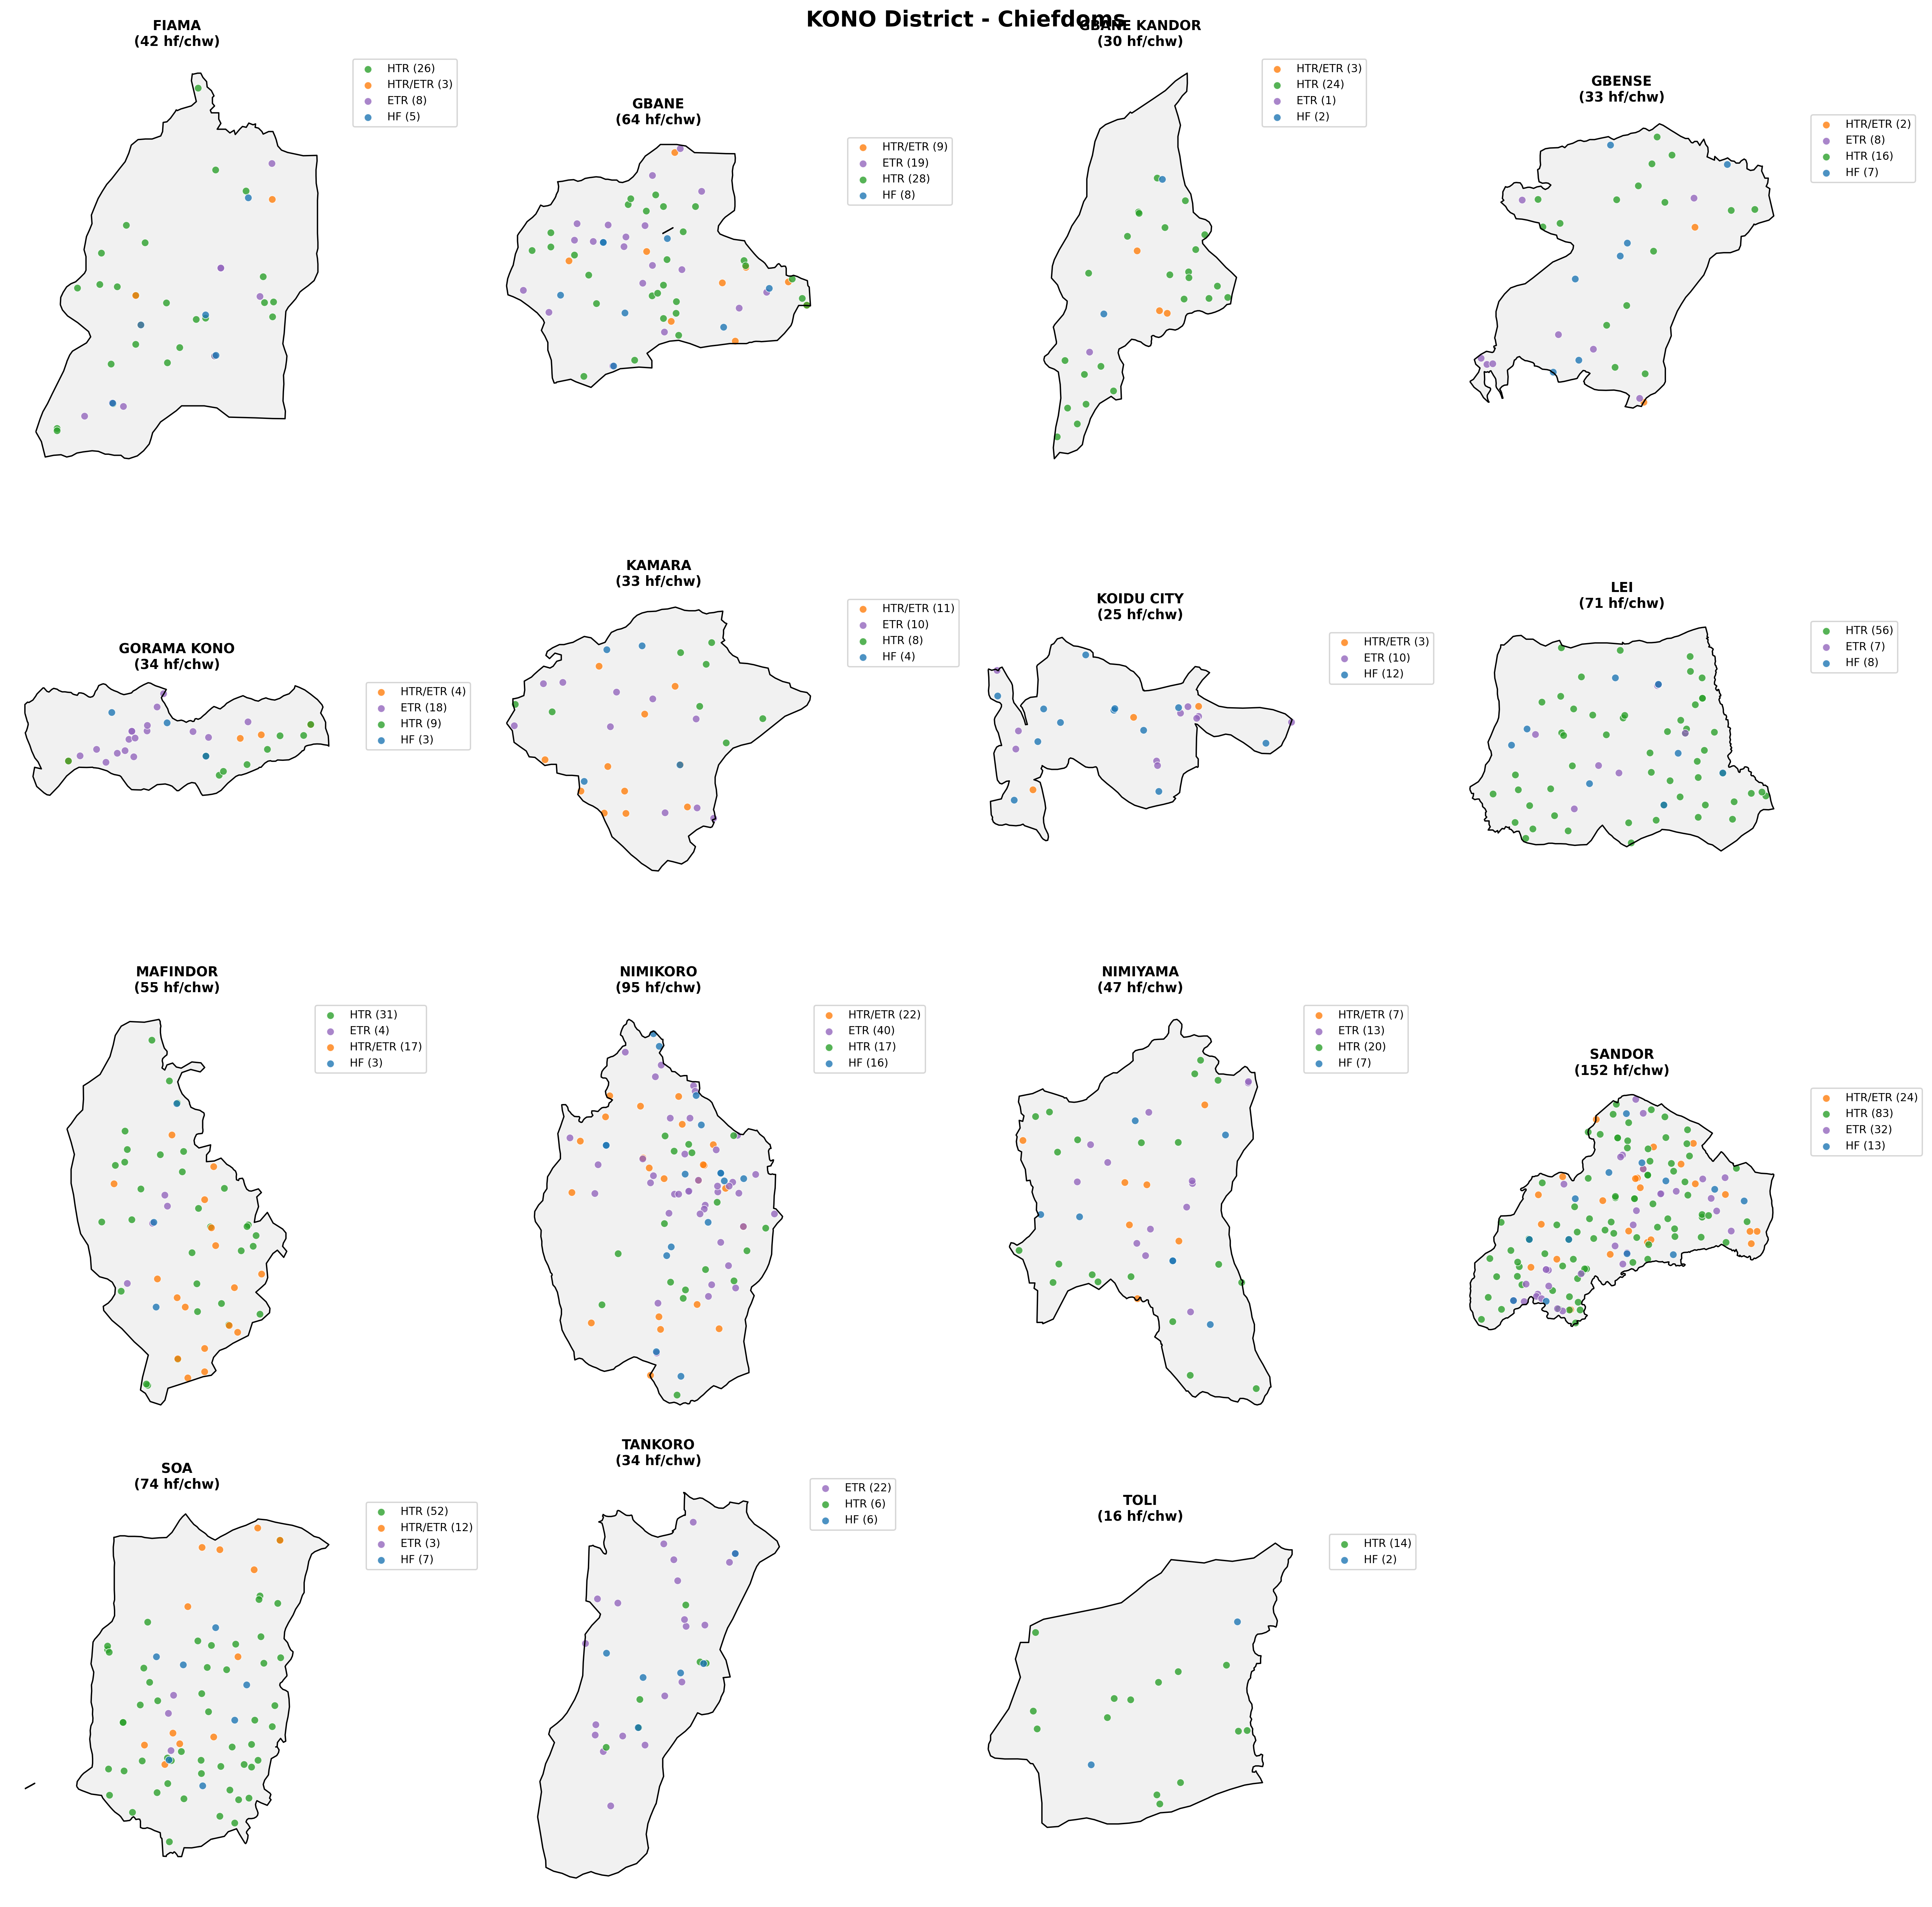 KONO District - Chiefdoms
FIAMA
(42 hf/chw)
HTR (26)
HTR/ETR (3)
ETR (8)
HF (5)
GBANE
(64 hf/chw)
HTR/ETR (9)
ETR (19)
HTR (28)
HF (8)
GBANE KANDOR
(30 hf/chw)
HTR/ETR (3)
HTR (24)
ETR (1)
HF (2)
GBENSE
(33 hf/chw)
HTR/ETR (2)
ETR (8)
HTR (16)
HF (7)
GORAMA KONO
(34 hf/chw)
HTR/ETR (4)
ETR (18)
HTR (9)
HF (3)
KAMARA
(33 hf/chw)
HTR/ETR (11)
ETR (10)
HTR (8)
HF (4)
KOIDU CITY
(25 hf/chw)
HTR/ETR (3)
ETR (10)
HF (12)
LEI
(71 hf/chw)
HTR (56)
ETR (7)
HF (8)
MAFINDOR
(55 hf/chw)
HTR (31)
ETR (4)
HTR/ETR (17)
HF (3)
NIMIKORO
(95 hf/chw)
HTR/ETR (22)
ETR (40)
HTR (17)
HF (16)
NIMIYAMA
(47 hf/chw)
HTR/ETR (7)
ETR (13)
HTR (20)
HF (7)
SANDOR
(152 hf/chw)
HTR/ETR (24)
HTR (83)
ETR (32)
HF (13)
SOA
(74 hf/chw)
HTR (52)
HTR/ETR (12)
ETR (3)
HF (7)
TANKORO
(34 hf/chw)
ETR (22)
HTR (6)
HF (6)
TOLI
(16 hf/chw)
HTR (14)
HF (2)